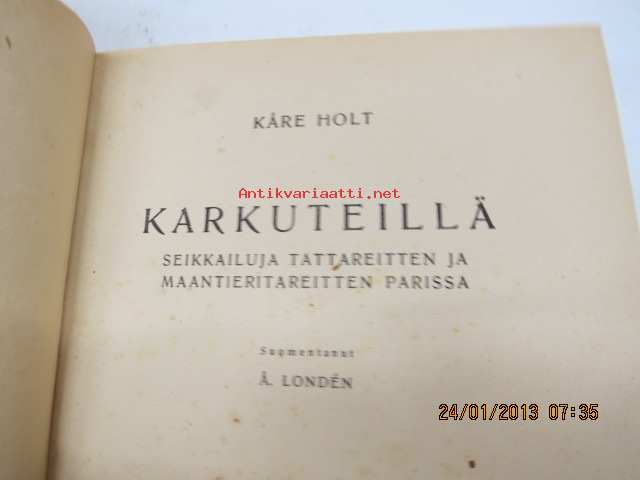 KÅRE HOLT
Antikvariaatti.net
KARKUTEILLÄ
SEIKKAILUJA TATTAREITTEN JA
MAANTIERITAREITTEN PARISSA
Suomentanut
Å. LONDÉN
24/01/2013 07:35